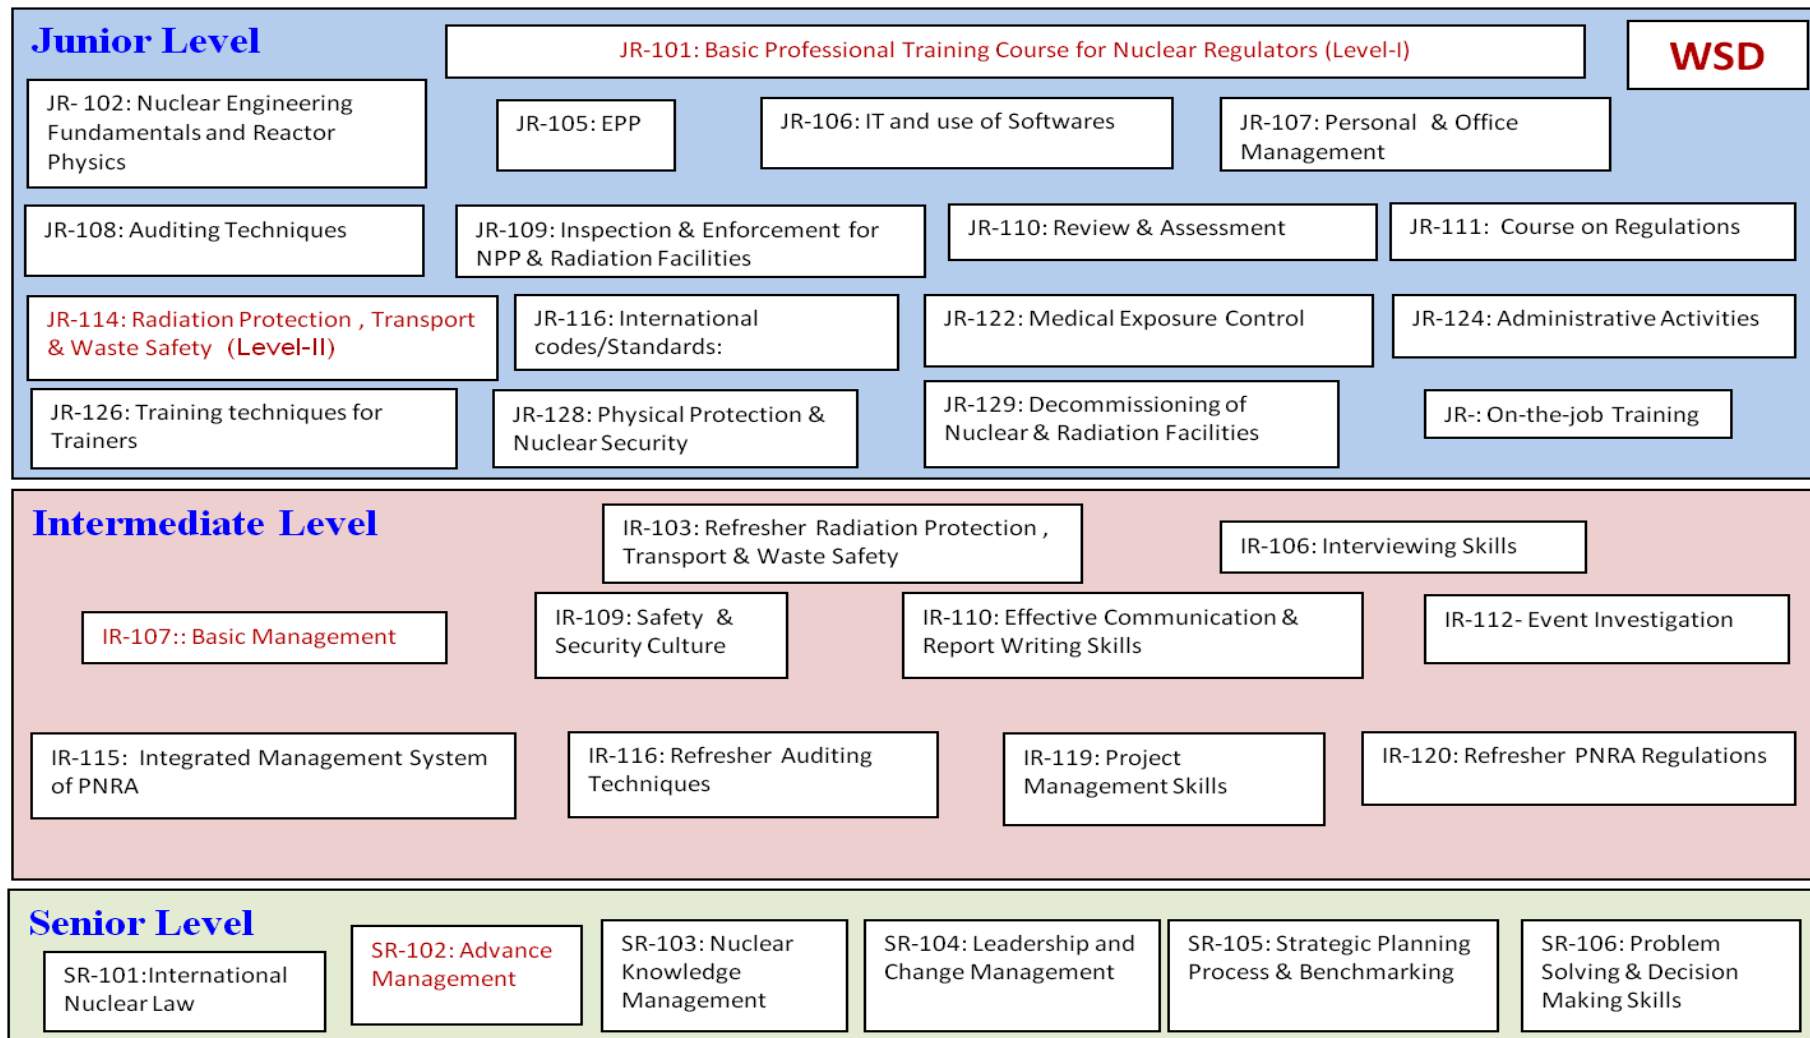 Junior Level
JR-101: Basic Professional Training Course for Nuclear Regulators (Level-I)
WSD
JR- 102: Nuclear Engineering
Fundamentals and Reactor
Physics
JR-105: EPP
JR-106: IT and use of Softwares
JR-107: Personal & Office
Management
JR-108: Auditing Techniques
JR-109: Inspection & Enforcement for
NPP & Radiation Facilities
JR-110: Review & Assessment
JR-111: Course on Regulations
JR-114: Radiation Protection , Transport
& Waste Safety (Level-II)
JR-116: International
codes/Standards:
JR-122: Medical Exposure Control
JR-124: Administrative Activities
JR-126: Training techniques for
Trainers
JR-128: Physical Protection &
Nuclear Security
JR-129: Decommissioning of
Nuclear & Radiation Facilities
JR-: On-the-job Training
Intermediate Level
IR-103: Refresher Radiation Protection ,
Transport & Waste Safety
IR-106: Interviewing Skills
IR-107:: Basic Management
IR-109: Safety &
Security Culture
IR-110: Effective Communication &
Report Writing Skills
IR-112- Event Investigation
IR-115: Integrated Management System
of PNRA
IR-116: Refresher Auditing
Techniques
IR-119: Project
Management Skills
IR-120: Refresher PNRA Regulations
Senior Level
SR-101:International
Nuclear Law
SR-102: Advance
Management
SR-103: Nuclear
Knowledge
Management
SR-104: Leadership and
Change Management
SR-105: Strategic Planning
Process & Benchmarking
SR-106: Problem
Solving & Decision
Making Skills